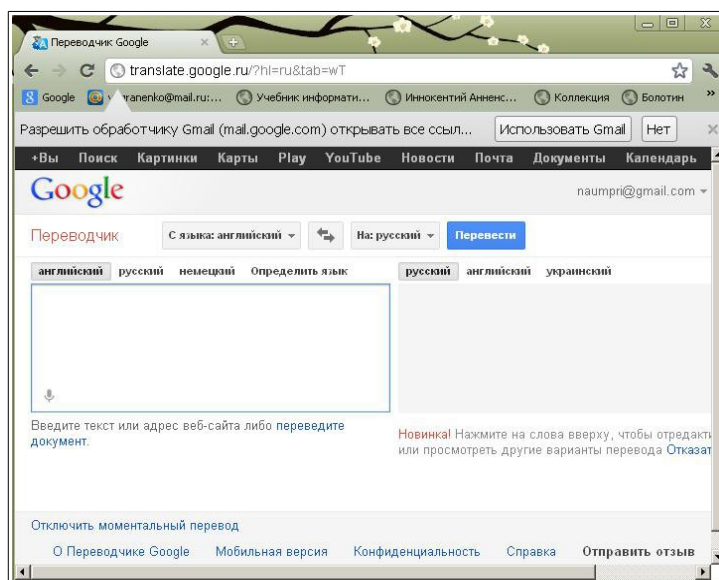 Переводчик Google
translate.google.ru/?hl=ru&tab=wT
Google
ranenko@mail.ru:...
Учебник информати...
Иннокентий Анненс...
Коллекция
Болотин
»
Разрешить обработчику Gmail (mail.google.com) открывать все ссыл...
Использовать Gmail
Нет
+Вы Поиск Картинки Карты Play YouTube Новости Почта Документы Календарь
Google
naumpri@gmail.com
Переводчик
С языка: английский
На: русский
Перевести
английский русский немецкий Определить язык
русский английский украинский
Введите текст или адрес веб-сайта либо переведите
документ.
Новинка! Нажмите на слова вверху, чтобы отредакти
или просмотреть другие варианты перевода Отказат
Отключить моментальный перевод
О Переводчике Google Мобильная версия Конфиденциальность Справка Отправить отзыв